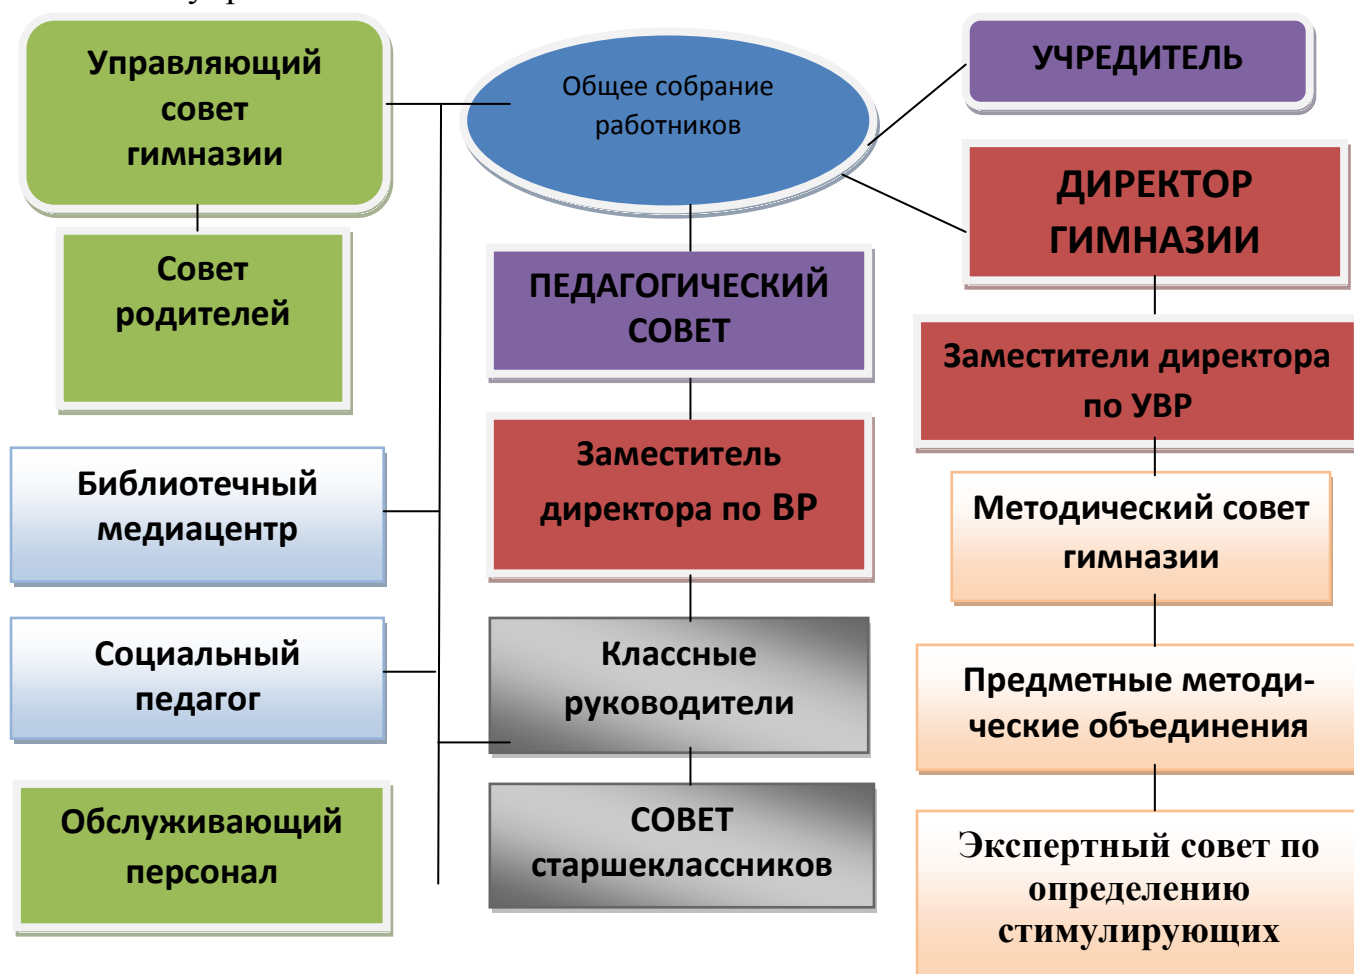 Управляющий
совет
гимназии
Общее собрание
работников
УЧРЕДИТЕЛЬ
ДИРЕКТОР
ГИМНАЗИИ
Совет
родителей
ПЕДАГОГИЧЕСКИЙ
СОВЕТ
Заместители директора
по УВР
Библиотечный
медиацентр
Заместитель
директора по ВР
Методический совет
гимназии
Социальный
педагог
Классные
руководители
Предметные методи-
ческие объединения
Обслуживающий
персонал
СОВЕТ
старшеклассников
Экспертный совет по
определению
стимулирующих